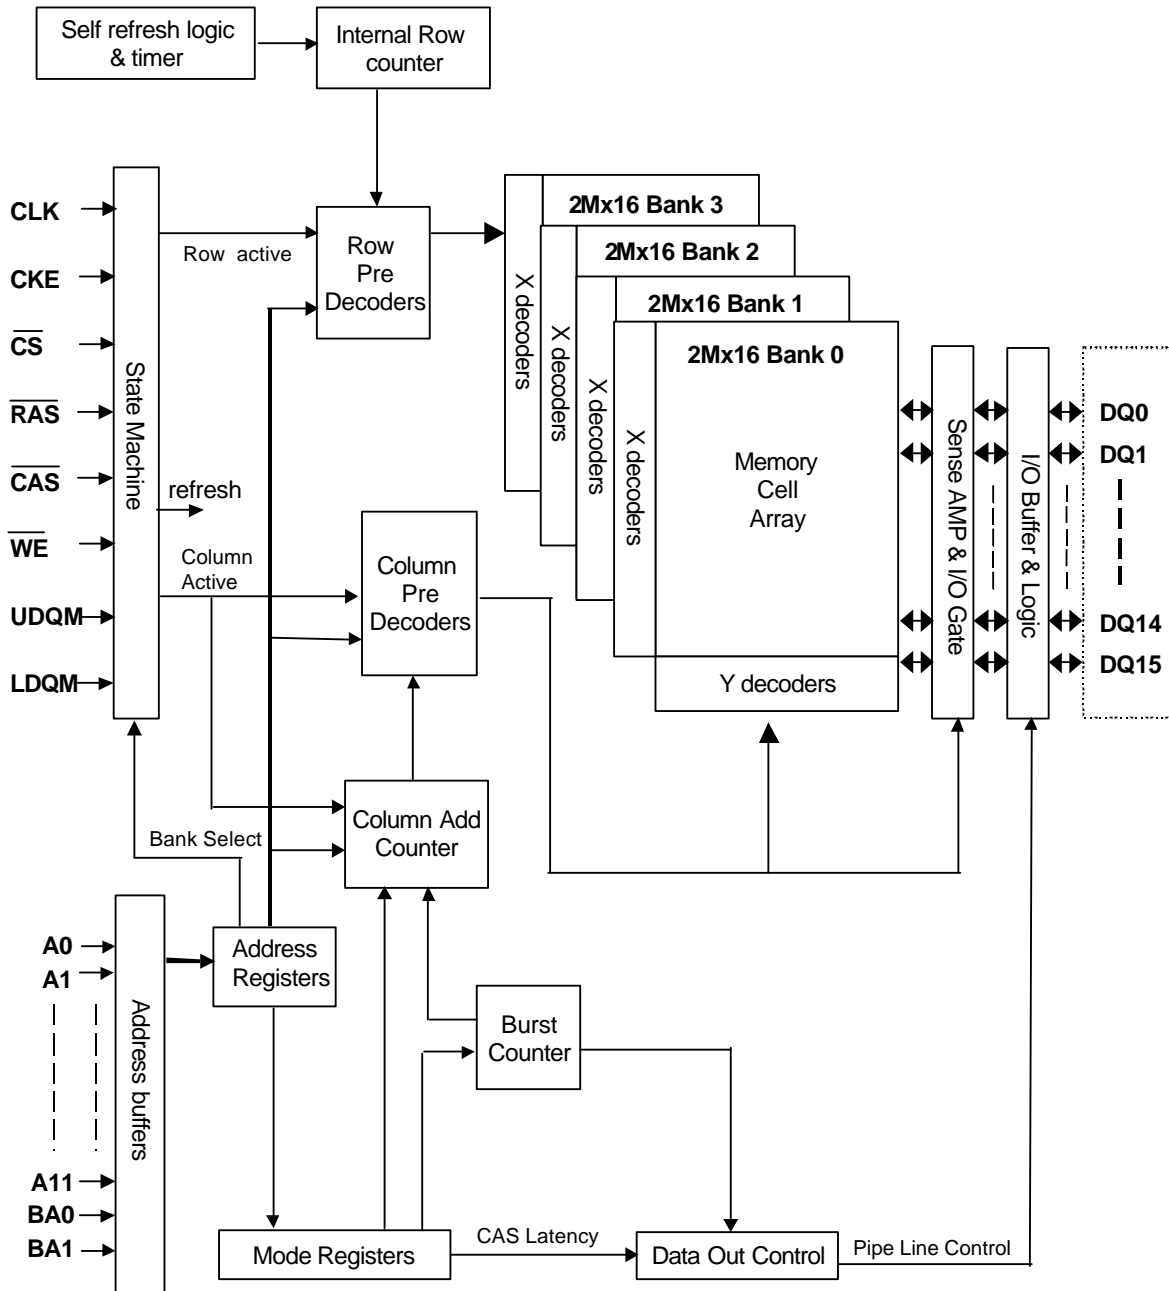 Self refresh logic
& timer
Internal Row
counter
CLK
CKE
CS
RAS
CAS
WE
UDQM
LDQM
State Machine
Row active
refresh
Column
Active
Row
Pre
Decoders
Column
Pre
Decoders
2Mx16 Bank 3
2Mx16 Bank 2
2Mx16 Bank 1
2Mx16 Bank 0
X decoders
X decoders
X decoders
X decoders
Memory
Cell
Array
Y decoders
Sense AMP & I/O Gate
I/O Buffer & Logic
DQ0
DQ1
DQ14
DQ15
Bank Select
Column Add
Counter
A0
A1
A11
BA0
BA1
Address buffers
Address
Registers
Burst
Counter
Mode Registers
CAS Latency
Data Out Control
Pipe Line Control